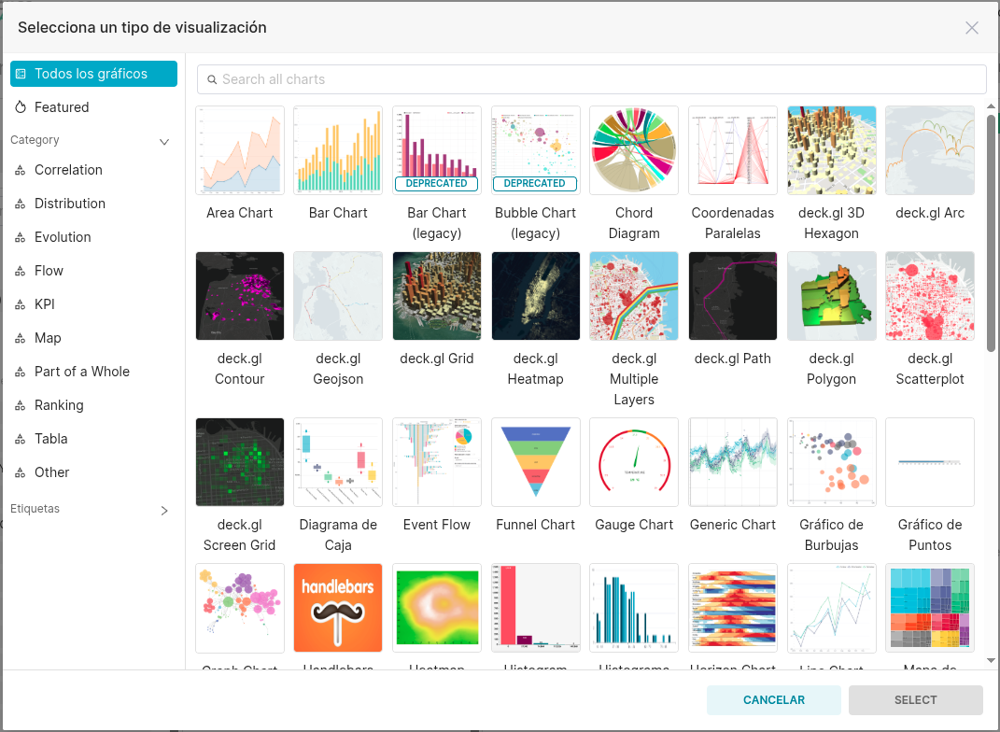 Selecciona un tipo de visualización
Todos los gráficos
Featured
Category
Correlation
Distribution
Evolution
Flow
KPI
Map
Part of a Whole
Ranking
Tabla
Other
Etiquetas
Search all charts
DEPRECATED
DEPRECATED
Area Chart
Bar Chart
Bar Chart
(legacy)
Bubble Chart
(legacy)
Chord
Diagram
Coordenadas
Paralelas
deck.gl 3D
Hexagon
deck.gl Arc
deck.gl
Contour
deck.gl
Geojson
deck.gl Grid
deck.gl
Heatmap
deck.gl
Multiple
Layers
deck.gl Path
deck.gl
Polygon
deck.gl
Scatterplot
deck.gl
Screen Grid
Diagrama de
Caja
Event Flow
Funnel Chart
Gauge Chart
Generic Chart
Gráfico de
Burbujas
Gráfico de
Puntos
handlebars
Graph Chart
Handlebars
Heatmap
Histogram
Histograma
Horizon Chart
Line Chart
Mapa de
CANCELAR
SELECT